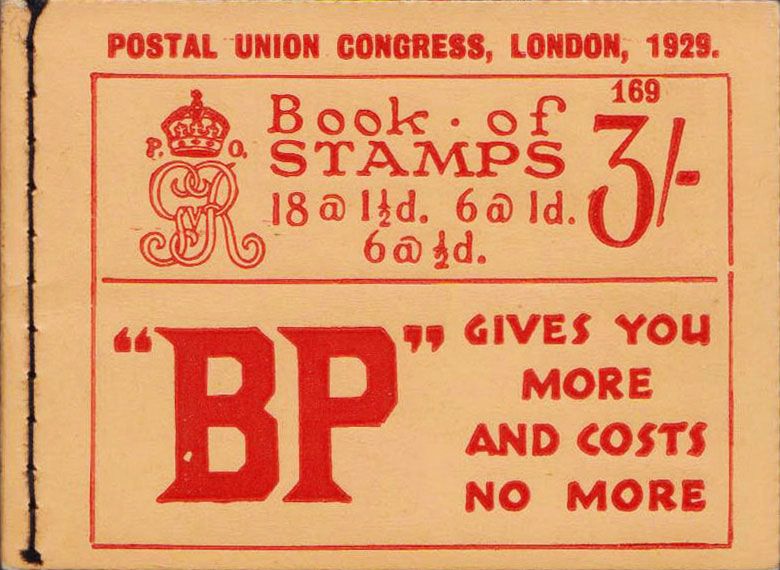 POSTAL UNION CONGRESS, LONDON, 1929.
169
Book · of 3/-
P. O.
STAMPS
GvR
18 @ 1½d. 6 @ 1d.
6 @ ½d.
"BP" GIVES YOU
MORE
AND COSTS
NO MORE